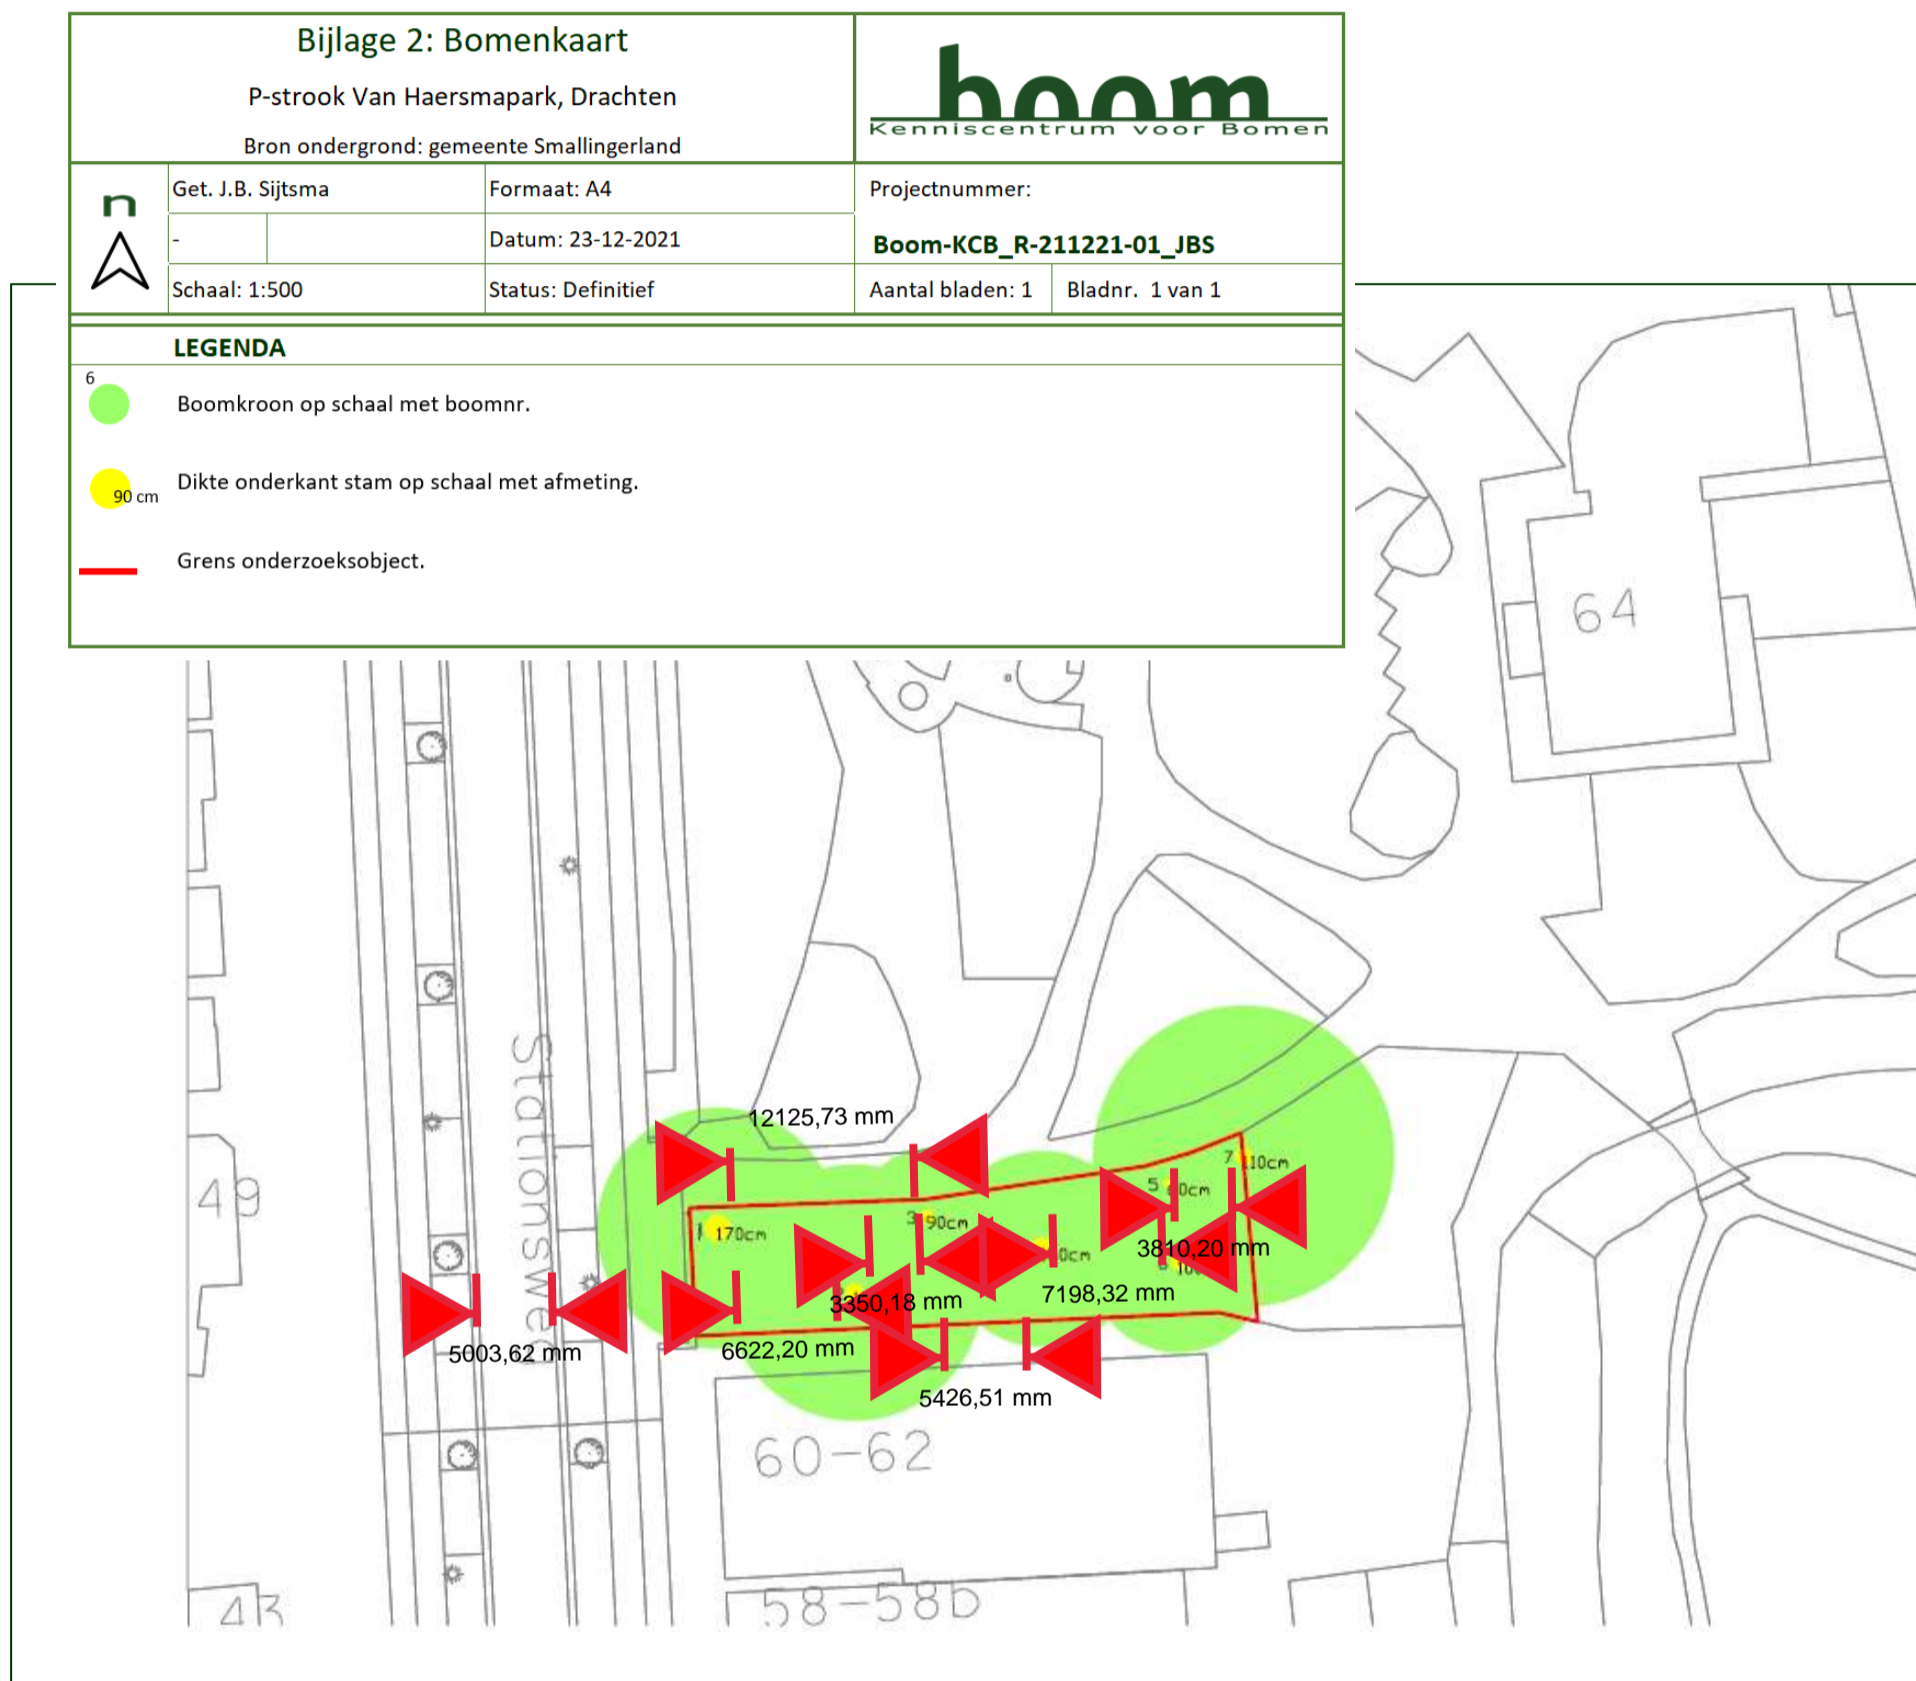 Bijlage 2: Bomenkaart
P-strook Van Haersmapark, Drachten
Bron ondergrond: gemeente Smallingerland
boom
Kenniscentrum voor Bomen
n
Get. J.B. Sijtsma
Formaat: A4
Projectnummer:
-
Datum: 23-12-2021
Boom-KCB_R-211221-01_JBS
Schaal: 1:500
Status: Definitief
Aantal bladen: 1
Bladnr. 1 van 1
LEGENDA
6
Boomkroon op schaal met boomnr.
90 cm
Dikte onderkant stam op schaal met afmeting.
Grens onderzoeksobject.
64
Stationsweg
12125,73 mm
49
7
110cm
5
1
170cm
3
90cm
3810,20 mm
7198,32 mm
3350,18 mm
5003,62 mm
6622,20 mm
5426,51 mm
60-62
43
58-58b